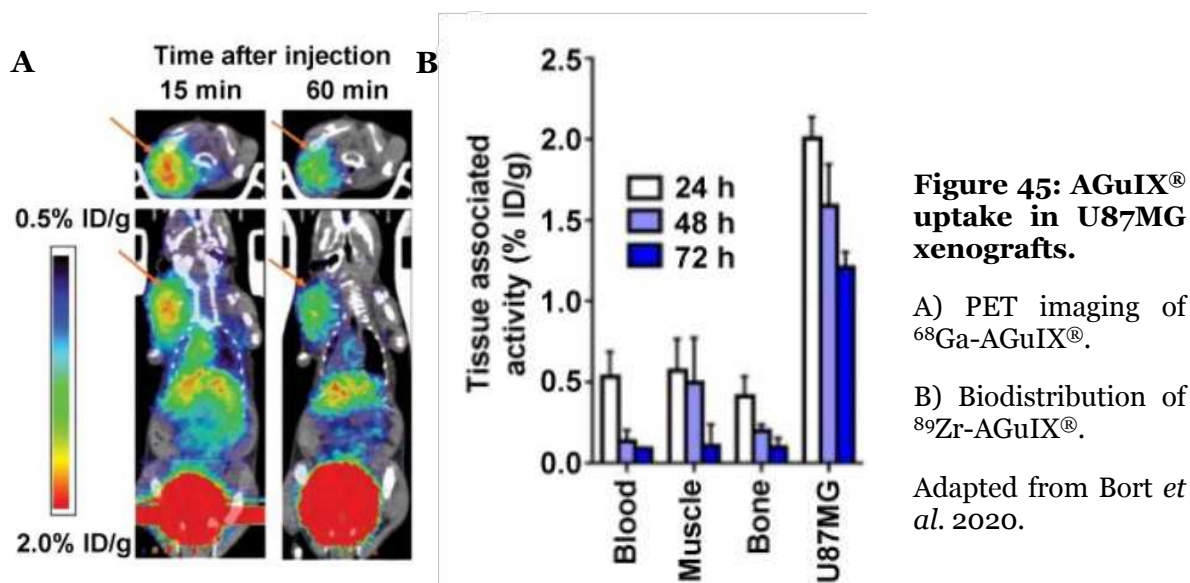 A
Time after injection
15 min 60 min
0.5% ID/g
2.0% ID/g
B
Tissue associated
activity (% ID/g)
2.5
2.0
1.5
1.0
0.5
0.0
24 h
48 h
72 h
Blood
Muscle
Bone
U87MG
Figure 45: AGuIX®
uptake in U87MG
xenografts.
A) PET imaging of
⁶⁸Ga-AGuIX®.
B) Biodistribution of
⁸⁹Zr-AGuIX®.
Adapted from Bort et
al. 2020.